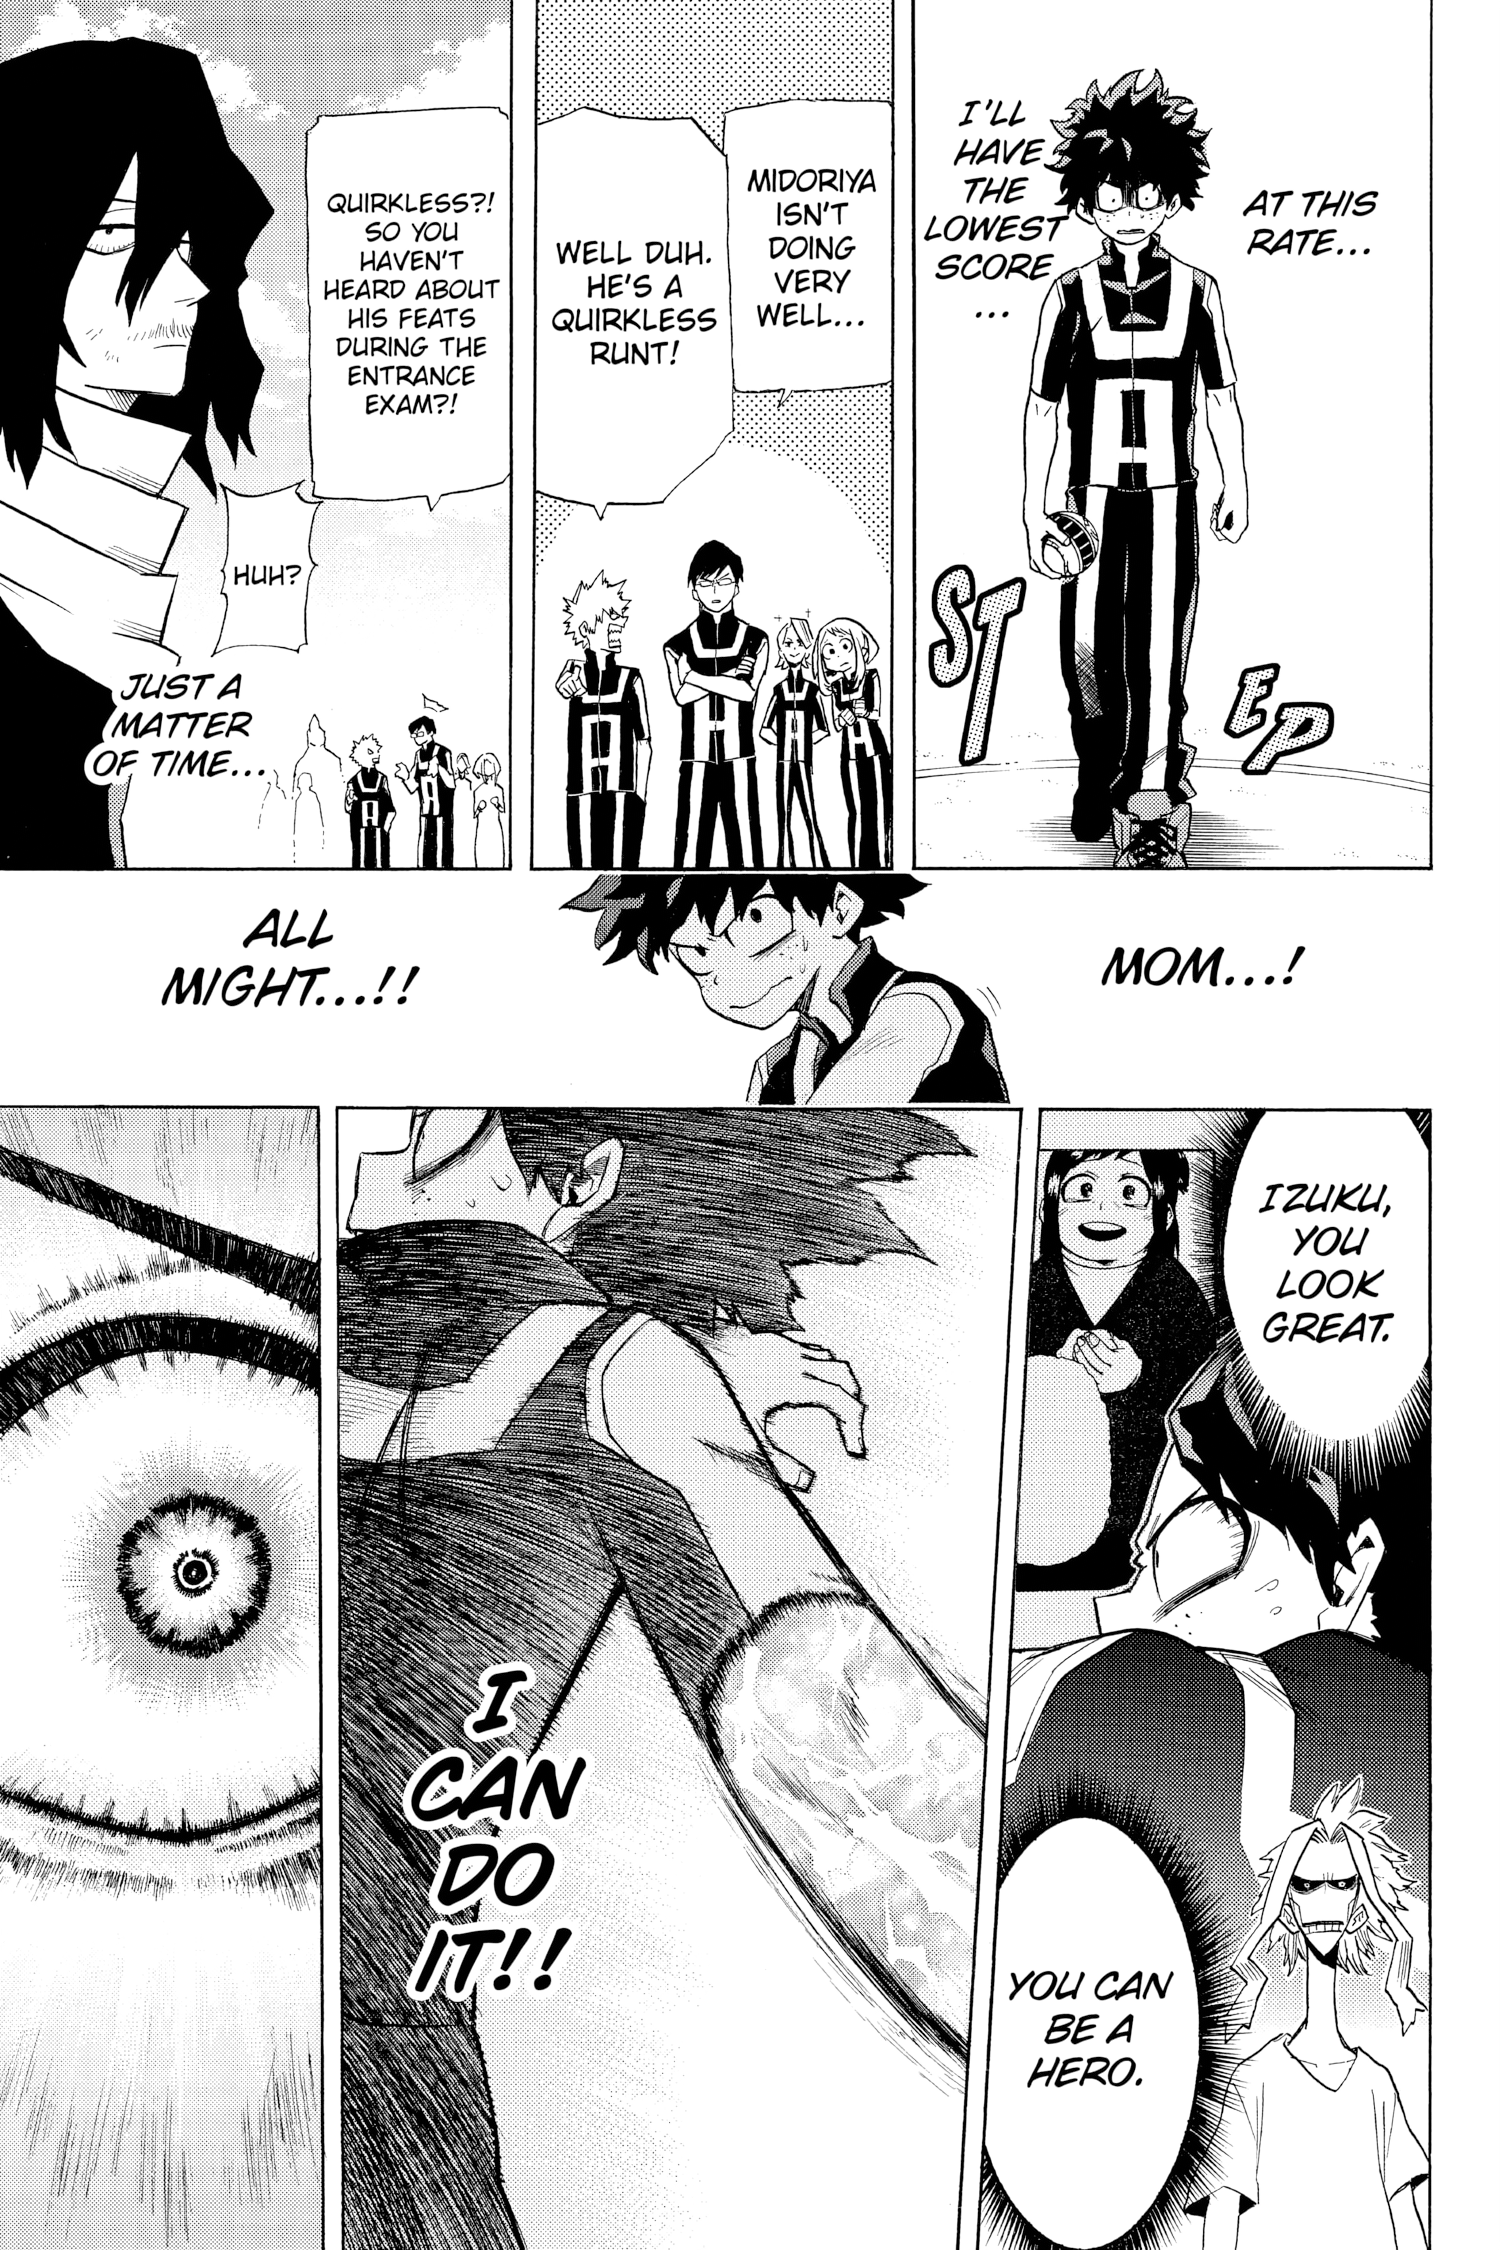 AT THIS
RATE...
I'LL
HAVE
THE
LOWEST
SCORE
...
STEP
MIDORIYA
ISN'T
DOING
VERY
WELL...
WELL DUH.
HE'S A
QUIRKLESS
RUNT!
QUIRKLESS?!
SO YOU
HAVEN'T
HEARD ABOUT
HIS FEATS
DURING THE
ENTRANCE
EXAM?!
HUH?
JUST A
MATTER
OF TIME...
MOM...!
ALL
MIGHT...!!
IZUKU,
YOU
LOOK
GREAT.
YOU CAN
BE A
HERO.
I
CAN
DO
IT!!